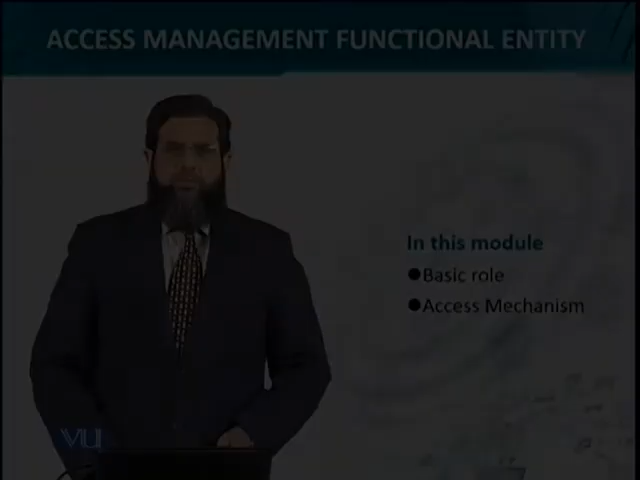 ACCESS MANAGEMENT FUNCTIONAL ENTITY
In this module
●Basic role
●Access Mechanism
VU